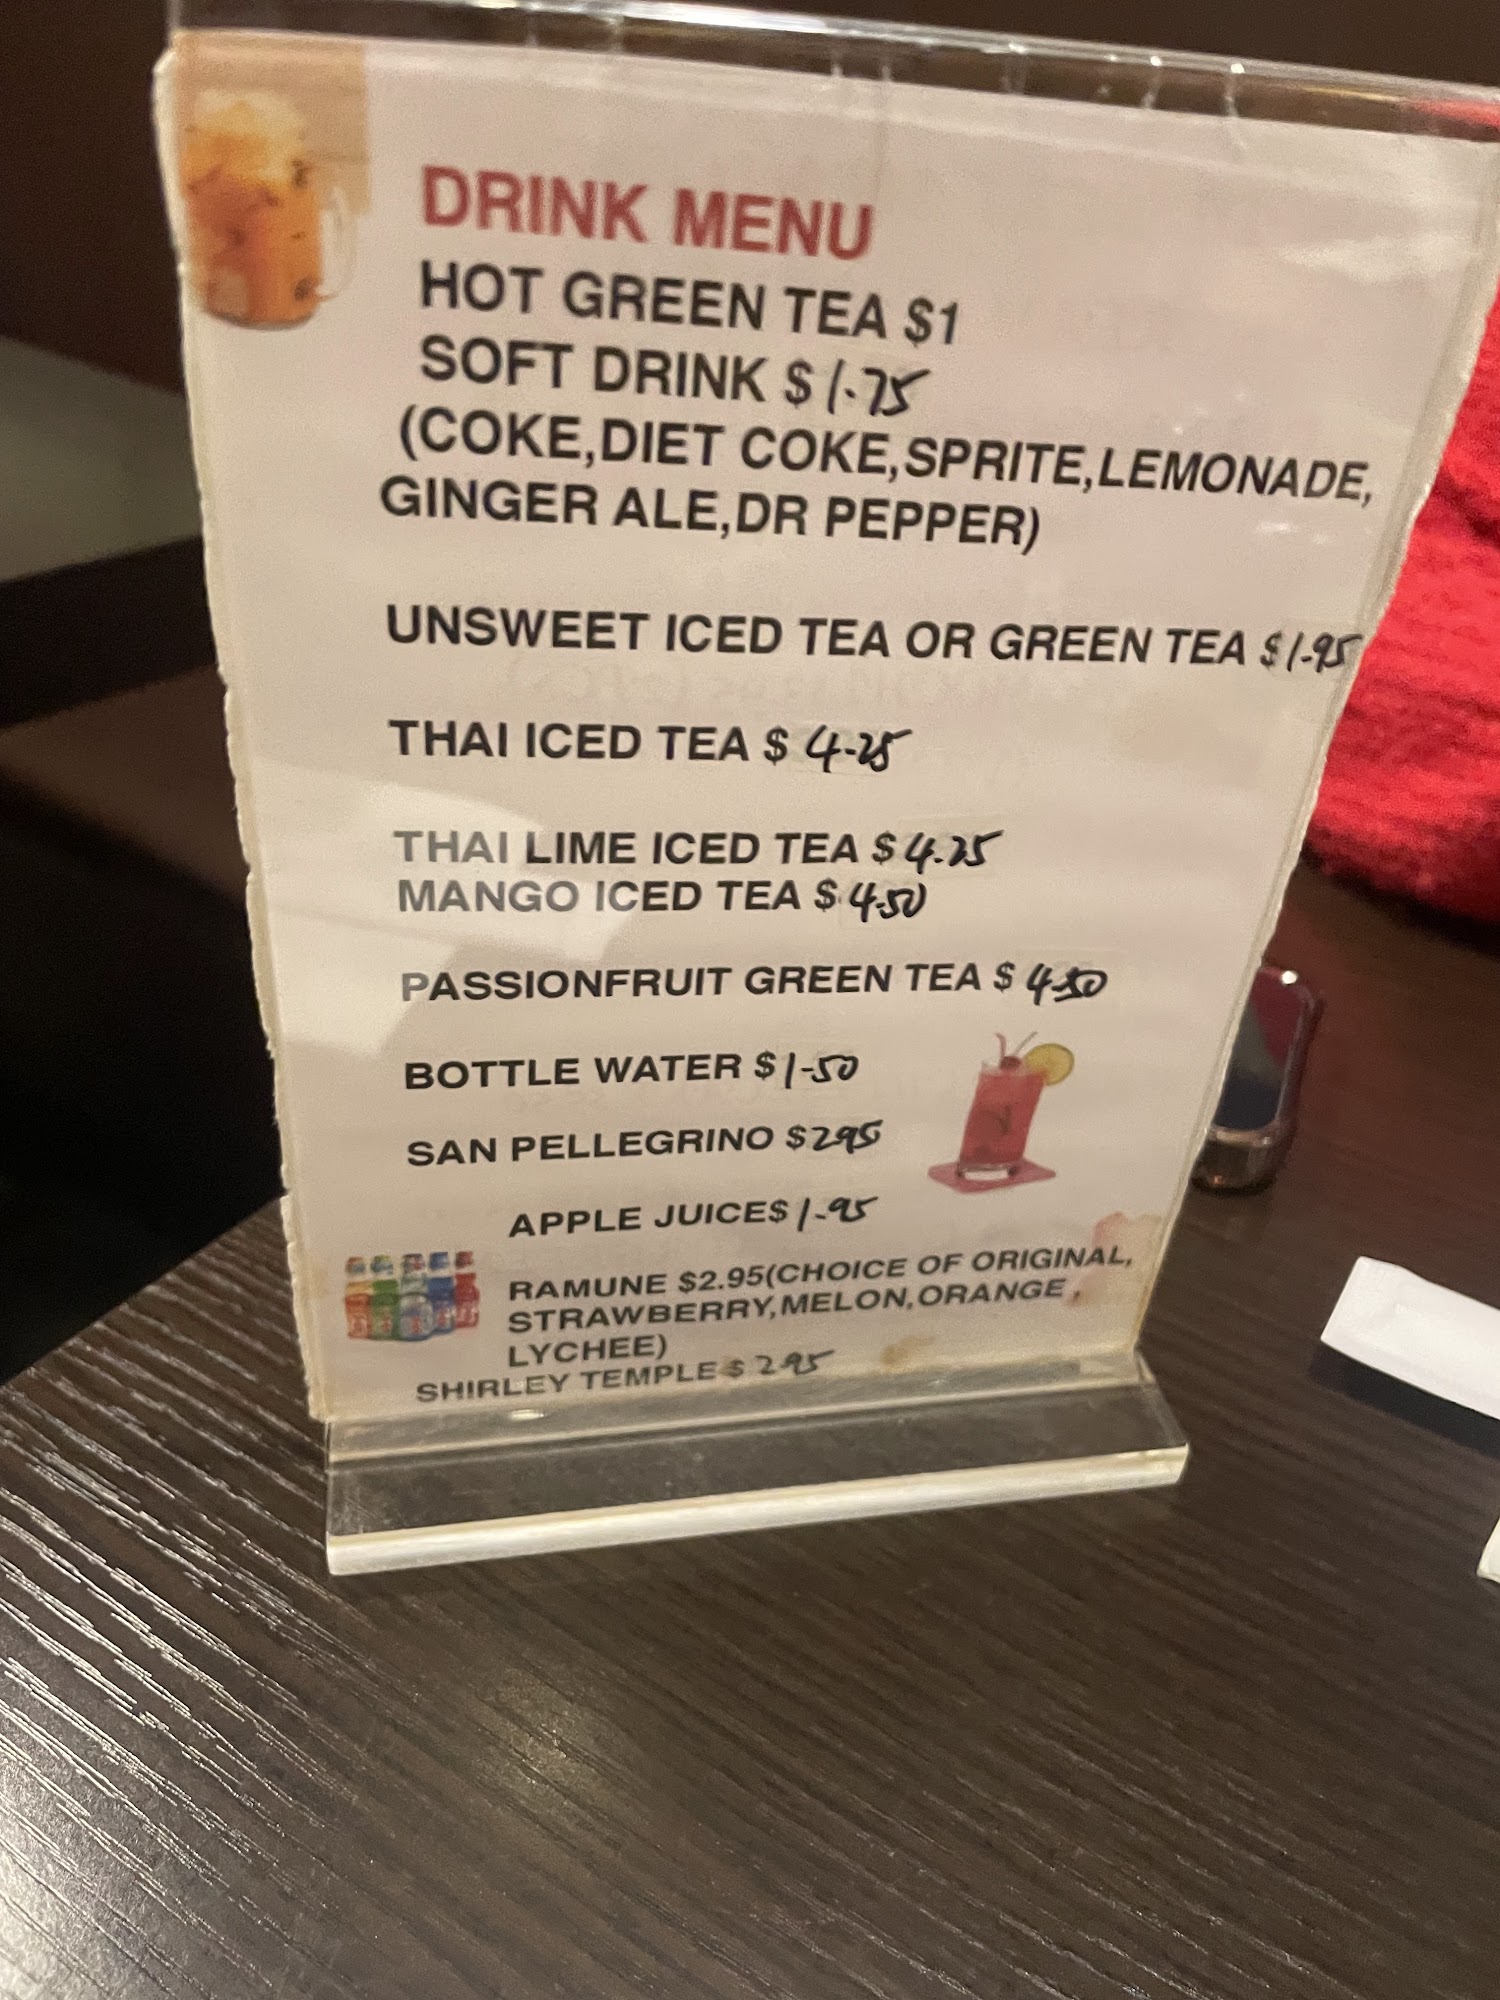 DRINK MENU
HOT GREEN TEA $1
SOFT DRINK $ 1.75
(COKE,DIET COKE,SPRITE,LEMONADE,
GINGER ALE,DR PEPPER)
UNSWEET ICED TEA OR GREEN TEA $ 1.95
THAI ICED TEA $ 4.25
THAI LIME ICED TEA $ 4.25
MANGO ICED TEA $ 4.50
PASSIONFRUIT GREEN TEA $ 4.50
BOTTLE WATER $ 1.50
SAN PELLEGRINO $ 2.95
APPLE JUICE$ 1.95
RAMUNE $2.95(CHOICE OF ORIGINAL,
STRAWBERRY,MELON,ORANGE ,
LYCHEE)
SHIRLEY TEMPLE $ 2.95